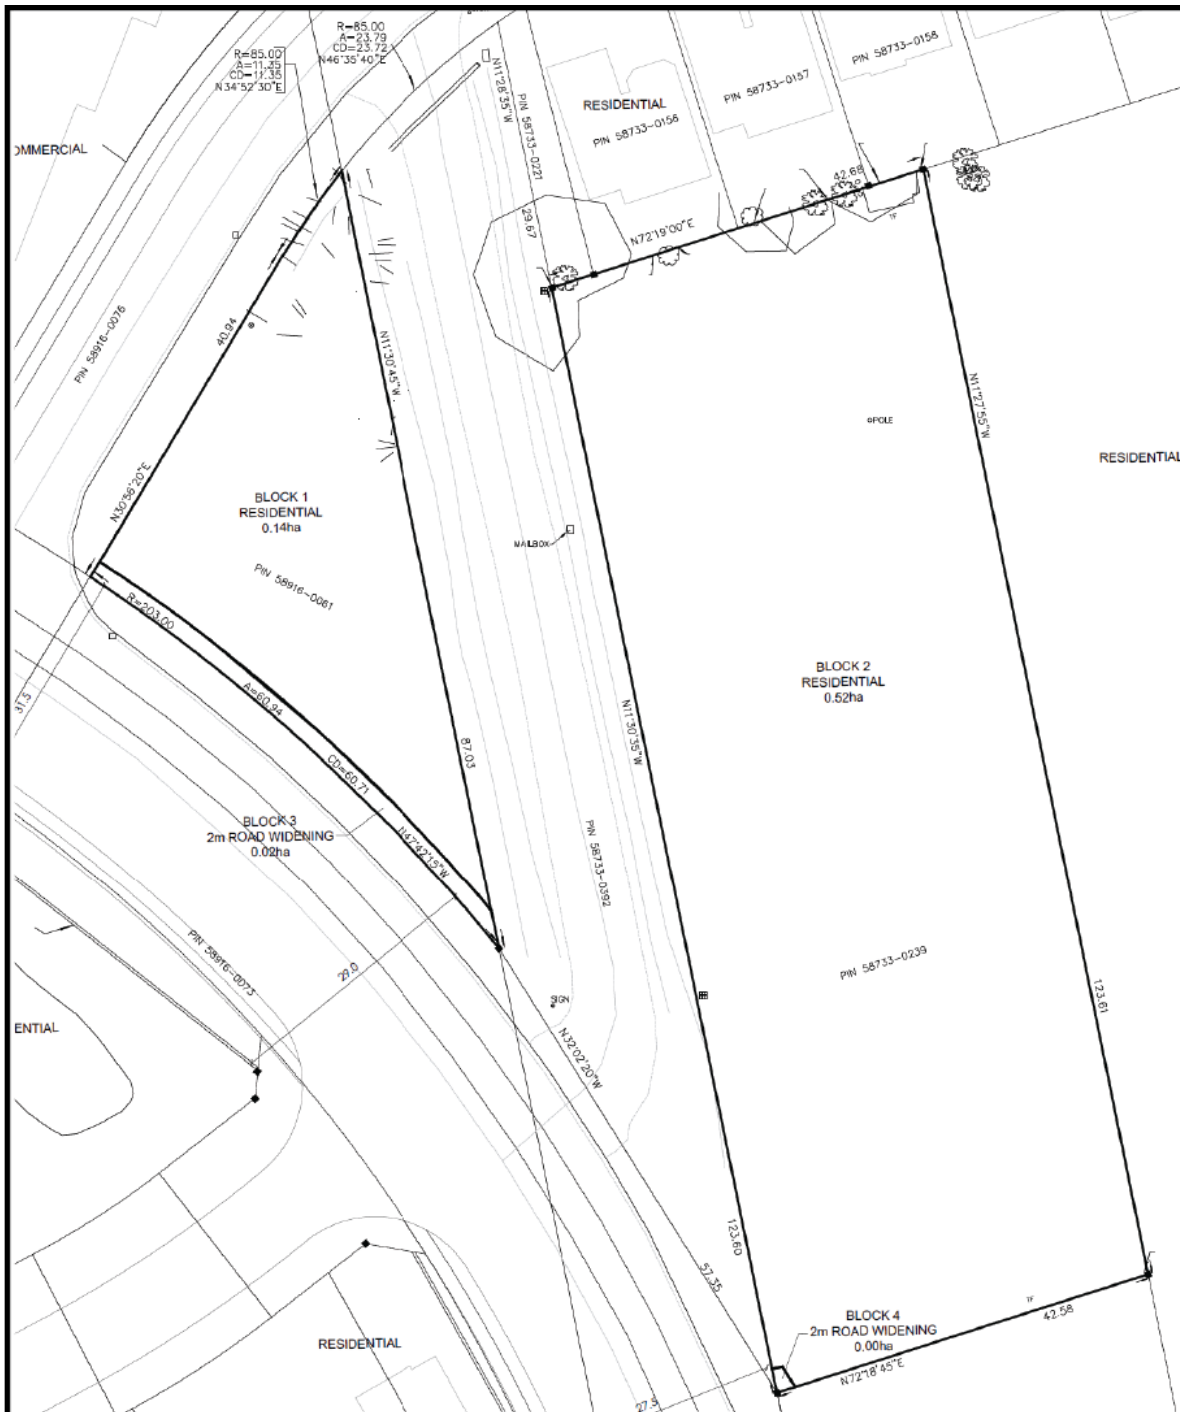 R=85.00
A=23.79
CD=23.72
N46°35'40"E
R=85.00
A=11.35
CD=11.35
N34°52'30"E
OMMERCIAL
N11°28'35"W
PIN 58733-0221
29.67
RESIDENTIAL
PIN 58733-0156
PIN 58733-0157
PIN 58733-0158
42.68
N72°19'00"E
TF
PIN 58916-0076
40.94
N30°56'20"E
N11°30'45"W
N11°27'55"W
POLE
RESIDENTIAL
BLOCK 1
RESIDENTIAL
0.14ha
PIN 58916-0061
MAILBOX
R=203.00
A=60.94
CD=60.71
N47°42'15"W
31.5
87.03
N11°30'35"W
BLOCK 2
RESIDENTIAL
0.52ha
BLOCK 3
2m ROAD WIDENING
0.02ha
PIN 58733-0392
PIN 58916-0073
29.0
PIN 58733-0239
SIGN
ENTIAL
N32°02'20"W
123.61
123.60
57.35
RESIDENTIAL
BLOCK 4
2m ROAD WIDENING
0.00ha
TF
42.58
N72°18'45"E
27.5